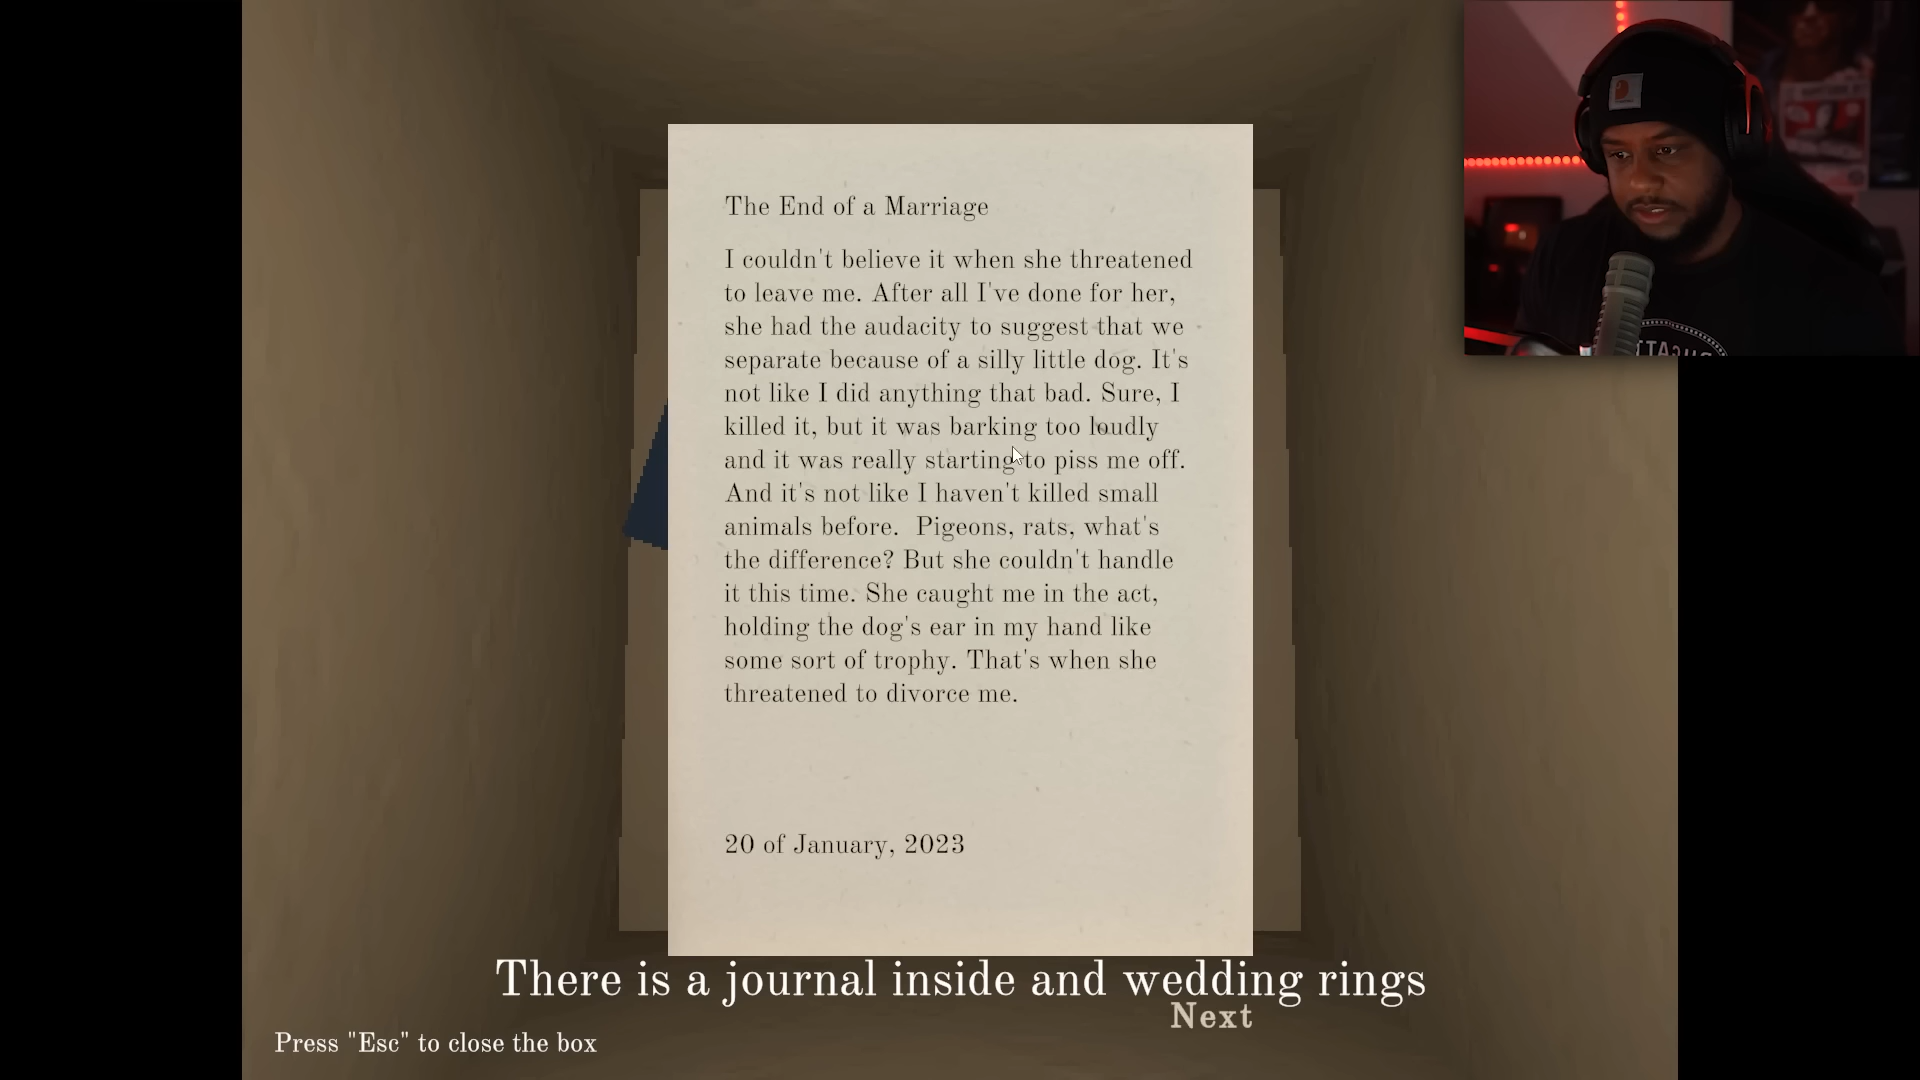 The End of a Marriage
I couldn't believe it when she threatened
to leave me. After all I've done for her,
she had the audacity to suggest that we
separate because of a silly little dog. It's
not like I did anything that bad. Sure, I
killed it, but it was barking too loudly
and it was really starting to piss me off.
And it's not like I haven't killed small
animals before.  Pigeons, rats, what's
the difference? But she couldn't handle
it this time. She caught me in the act,
holding the dog's ear in my hand like
some sort of trophy. That's when she
threatened to divorce me.
20 of January, 2023
There is a journal inside and wedding rings
Next
Press "Esc" to close the box